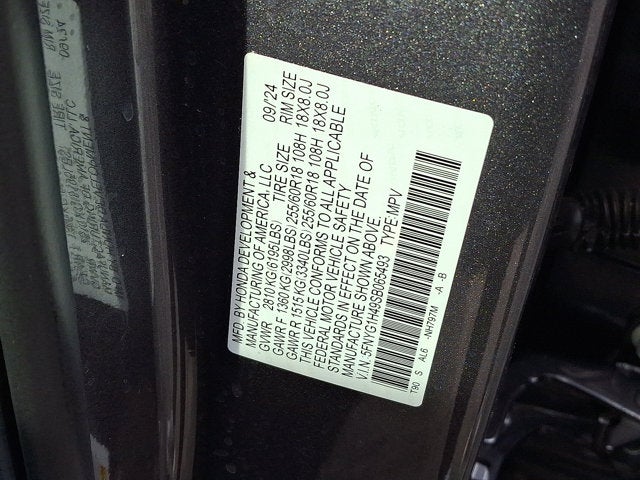 MFD BY HONDA DEVELOPMENT &
MANUFACTURING OF AMERICA, LLC 09/24
GVWR 2810 KG (6195LBS) TIRE SIZE RIM SIZE
GAWR F 1360 KG (2998LBS) 255/60R18 108H 18X8.0J
GAWR R 1515 KG (3340LBS) 255/60R18 108H 18X8.0J
THIS VEHICLE CONFORMS TO ALL APPLICABLE
FEDERAL MOTOR VEHICLE SAFETY
STANDARDS IN EFFECT ON THE DATE OF
MANUFACTURE SHOWN ABOVE.
V.I.N. 5FNYG1H49SB065493 TYPE: MPV
T90 S AL6 -NH797M -A -B